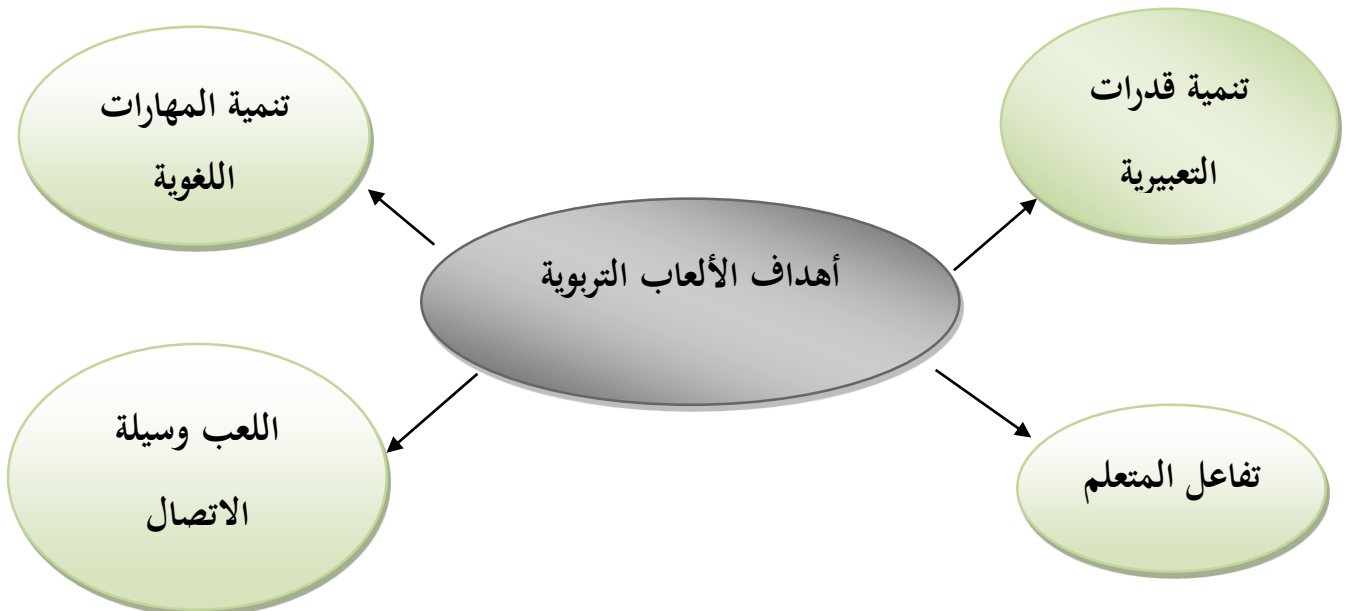 تنمية قدرات
التعبيرية
تنمية المهارات
اللغوية
أهداف الألعاب التربوية
اللعب وسيلة
الاتصال
تفاعل المتعلم